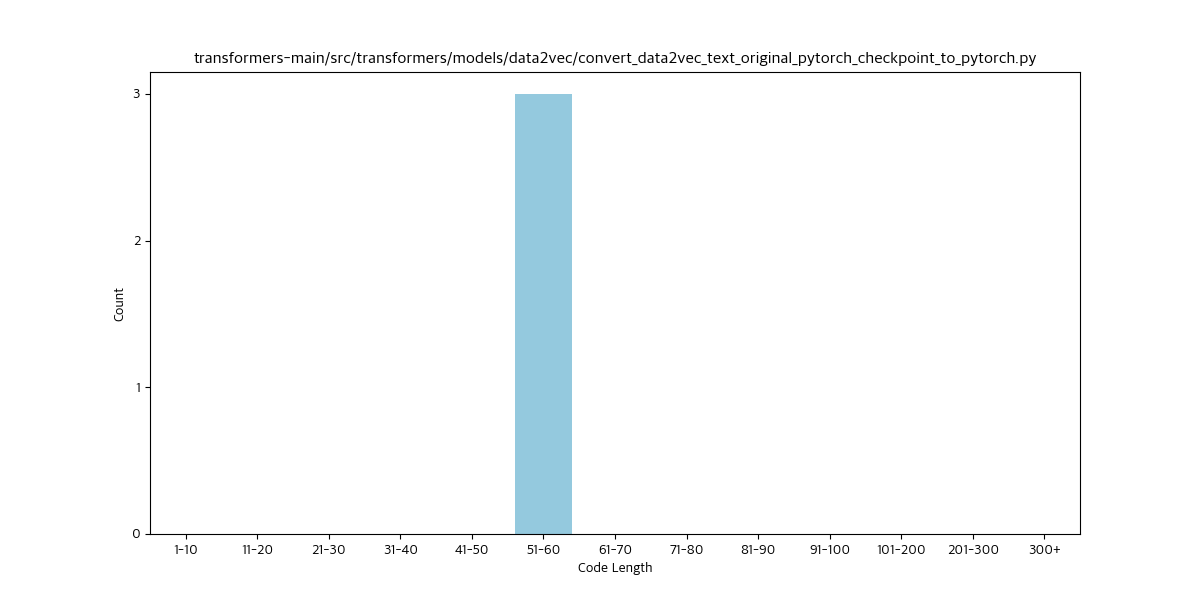 transformers-main/src/transformers/models/data2vec/convert_data2vec_text_original_pytorch_checkpoint_to_pytorch.py
3
2
1
0
Count
1-10 11-20 21-30 31-40 41-50 51-60 61-70 71-80 81-90 91-100 101-200 201-300 300+
Code Length